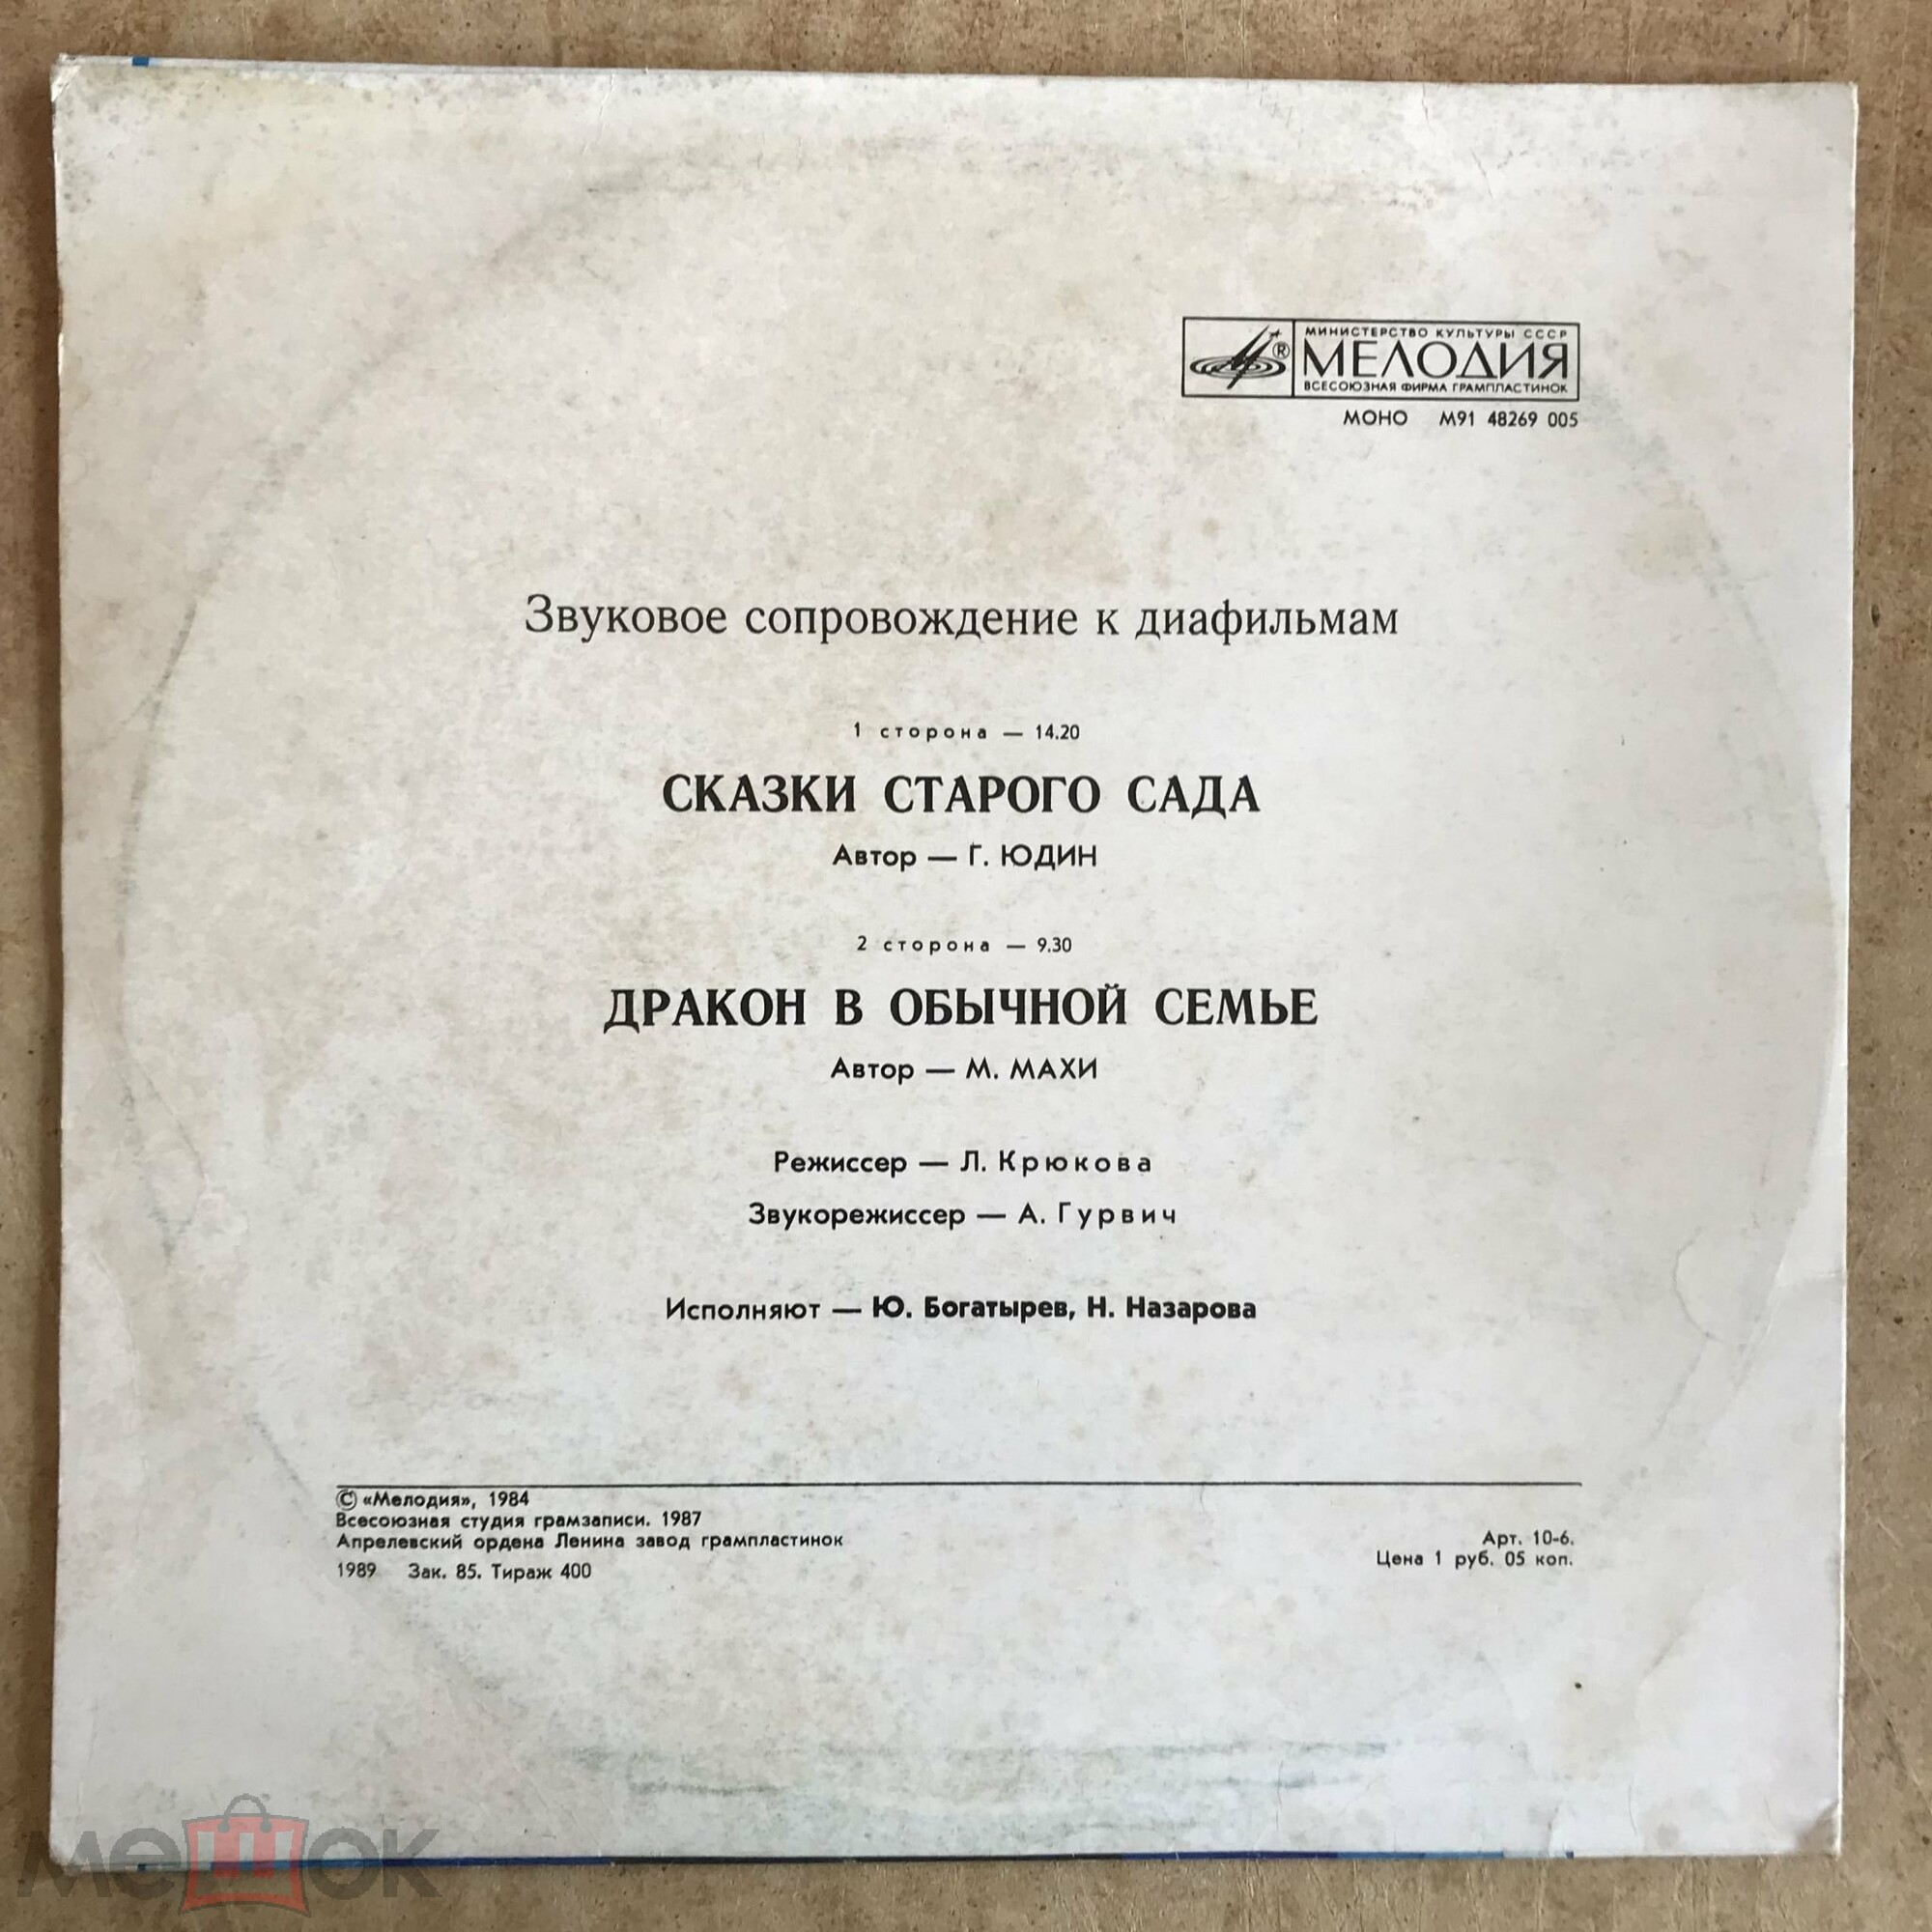 МИНИСТЕРСТВО КУЛЬТУРЫ СССР
МЕЛОДИЯ
ВСЕСОЮЗНАЯ ФИРМА ГРАМПЛАСТИНОК
®
МОНО М91 48269 005
Звуковое сопровождение к диафильмам
1 сторона — 14.20
СКАЗКИ СТАРОГО САДА
Автор — Г. ЮДИН
2 сторона — 9.30
ДРАКОН В ОБЫЧНОЙ СЕМЬЕ
Автор — М. МАХИ
Режиссер — Л. Крюкова
Звукорежиссер — А. Гурвич
Исполняют — Ю. Богатырев, Н. Назарова
© «Мелодия», 1984
Всесоюзная студия грамзаписи. 1987
Апрелевский ордена Ленина завод грампластинок
1989 Зак. 85. Тираж 400
Арт. 10-6.
Цена 1 руб. 05 коп.
мешок